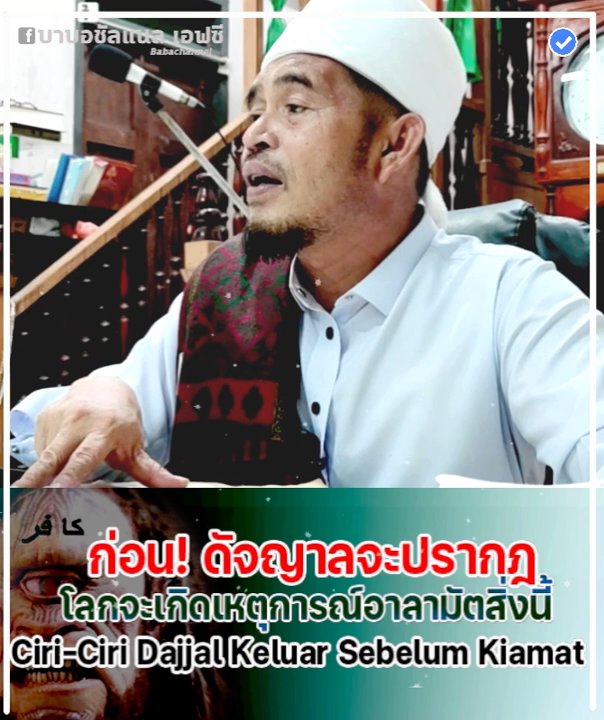 บาบอชัลแนล เอฟซี
Babachannel
كافر
ก่อน! ดัจญาลจะปรากฎ
โลกจะเกิดเหตุการณ์อาลามัตสิ่งนี้
Ciri-Ciri Dajjal Keluar Sebelum Kiamat